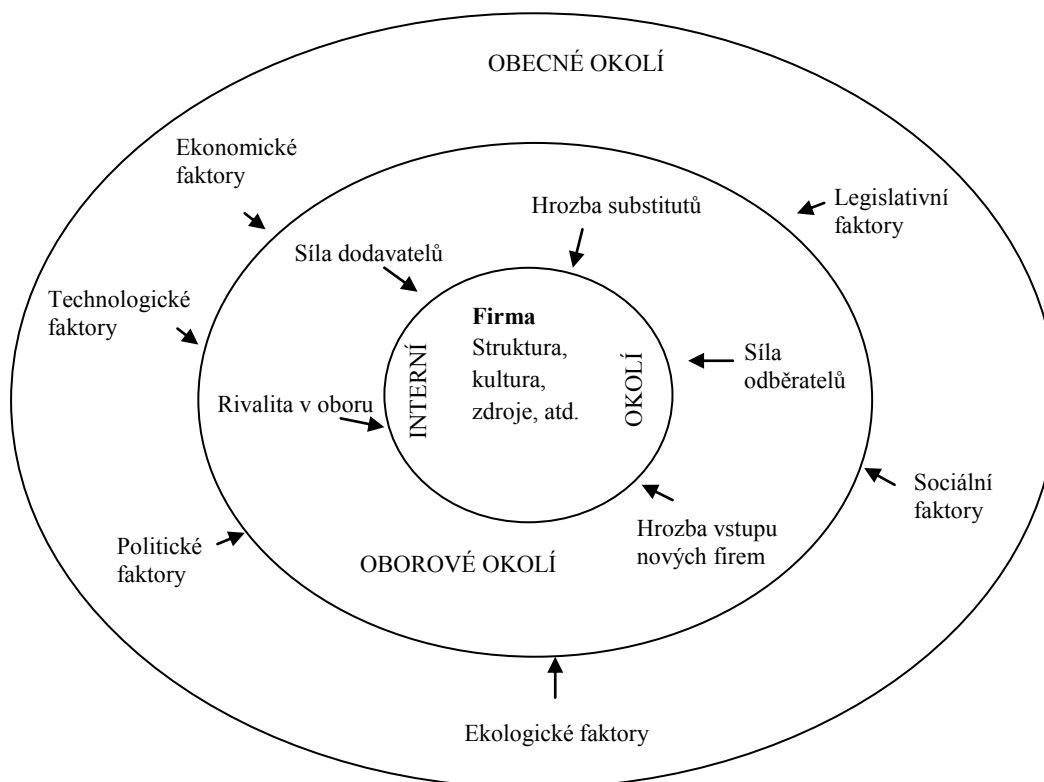 OBECNÉ OKOLÍ
Ekonomické
faktory
Legislativní
faktory
Hrozba substitutů
Síla dodavatelů
Technologické
faktory
Firma
Struktura,
kultura,
zdroje, atd.
INTERNÍ
OKOLÍ
Síla
odběratelů
Rivalita v oboru
Sociální
faktory
Hrozba vstupu
nových firem
Politické
faktory
OBOROVÉ OKOLÍ
Ekologické faktory